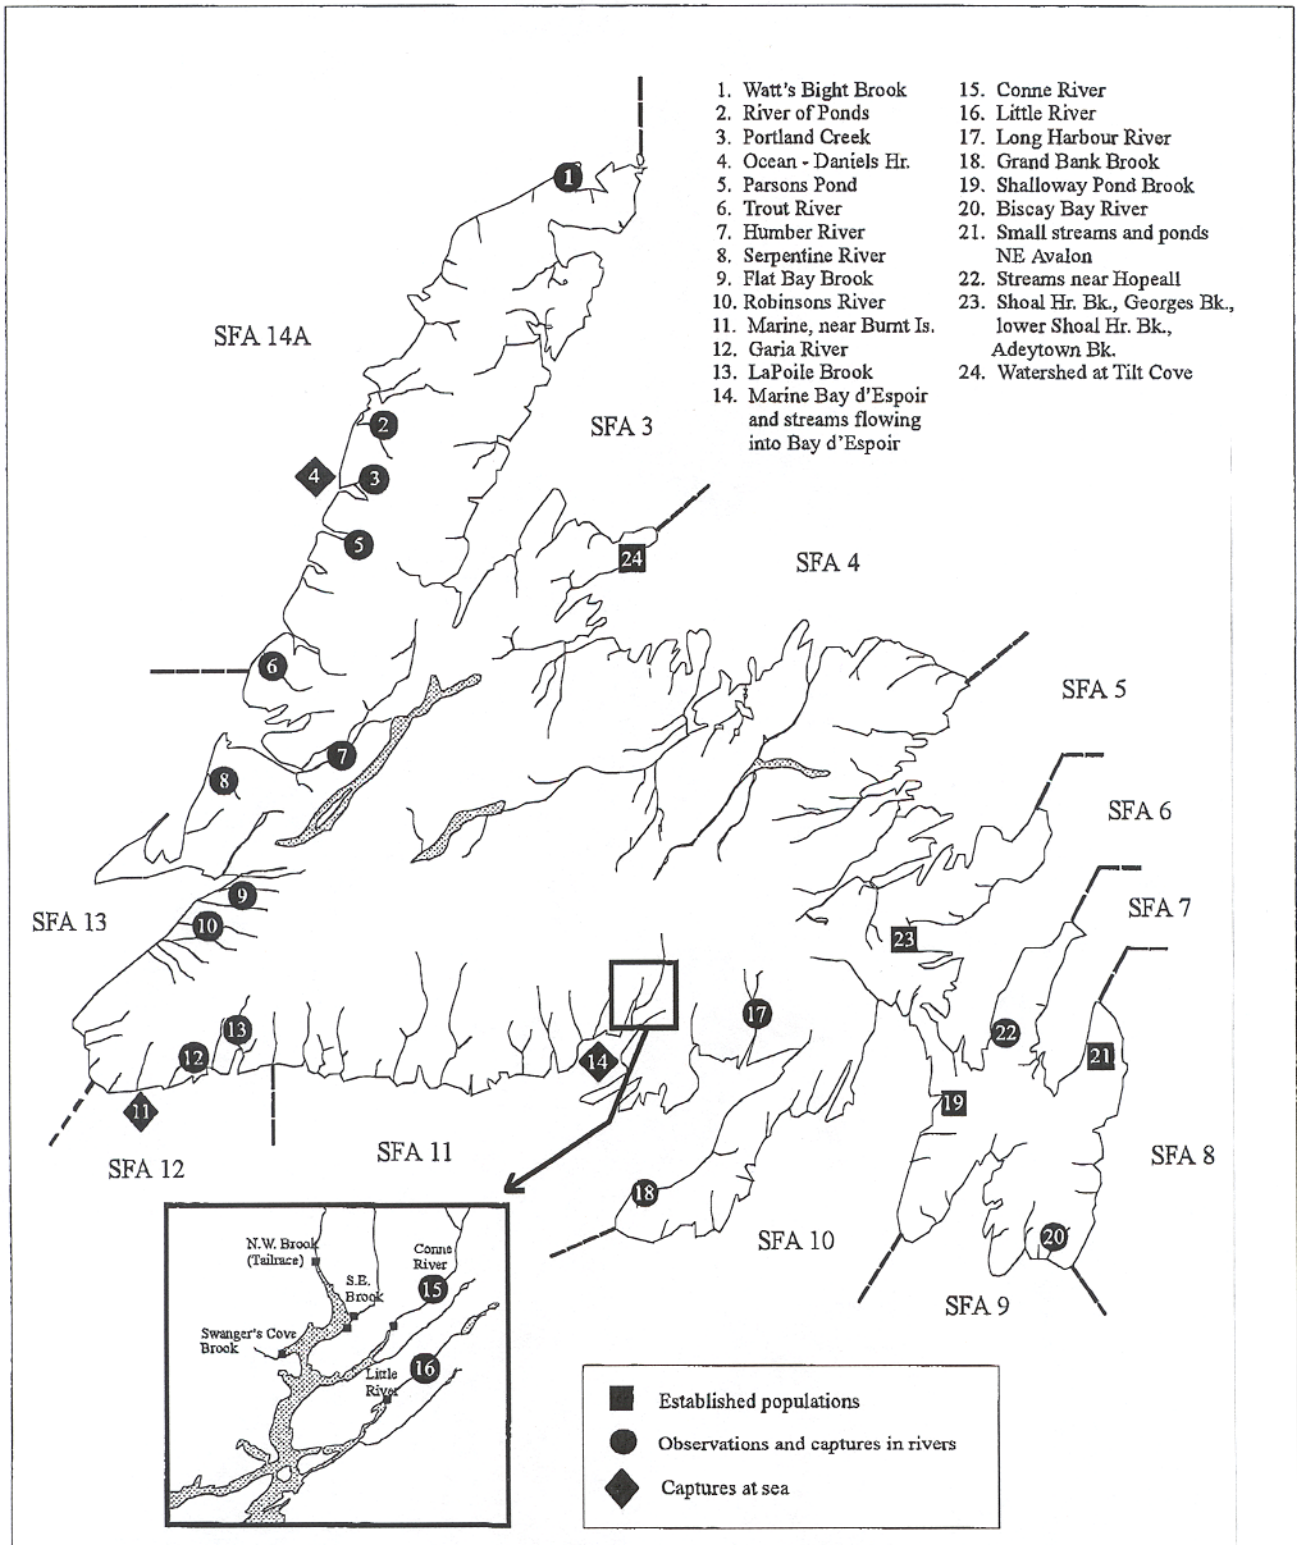 1. Watt's Bight Brook
2. River of Ponds
3. Portland Creek
4. Ocean - Daniels Hr.
5. Parsons Pond
6. Trout River
7. Humber River
8. Serpentine River
9. Flat Bay Brook
10. Robinsons River
11. Marine, near Burnt Is.
12. Garia River
13. LaPoile Brook
14. Marine Bay d'Espoir
and streams flowing
into Bay d'Espoir
15. Conne River
16. Little River
17. Long Harbour River
18. Grand Bank Brook
19. Shalloway Pond Brook
20. Biscay Bay River
21. Small streams and ponds
NE Avalon
22. Streams near Hopeall
23. Shoal Hr. Bk., Georges Bk.,
lower Shoal Hr. Bk.,
Adeytown Bk.
24. Watershed at Tilt Cove
1
SFA 14A
2
SFA 3
4
3
5
24
SFA 4
6
SFA 5
7
8
SFA 6
9
SFA 13
10
SFA 7
23
17
13
22
12
14
21
11
19
SFA 12
SFA 11
SFA 8
18
SFA 10
20
SFA 9
N.W. Brook
(Tailrace)
Conne
River
S.E.
Brook
15
Swanger's Cove
Brook
16
Little
River
Established populations
Observations and captures in rivers
Captures at sea